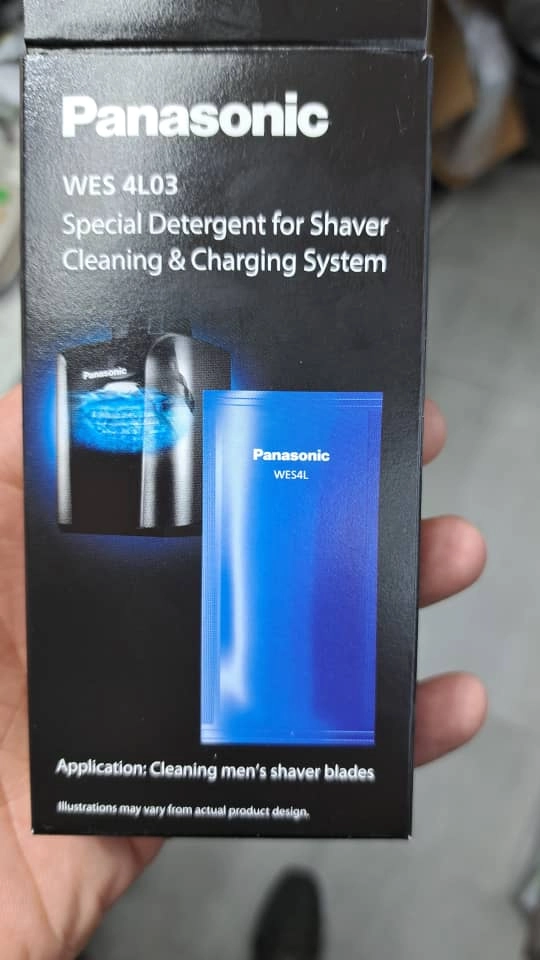 Panasonic
WES 4L03
Special Detergent for Shaver
Cleaning & Charging System
Panasonic
Panasonic
WES4L
Application: Cleaning men's shaver blades
Illustrations may vary from actual product design.